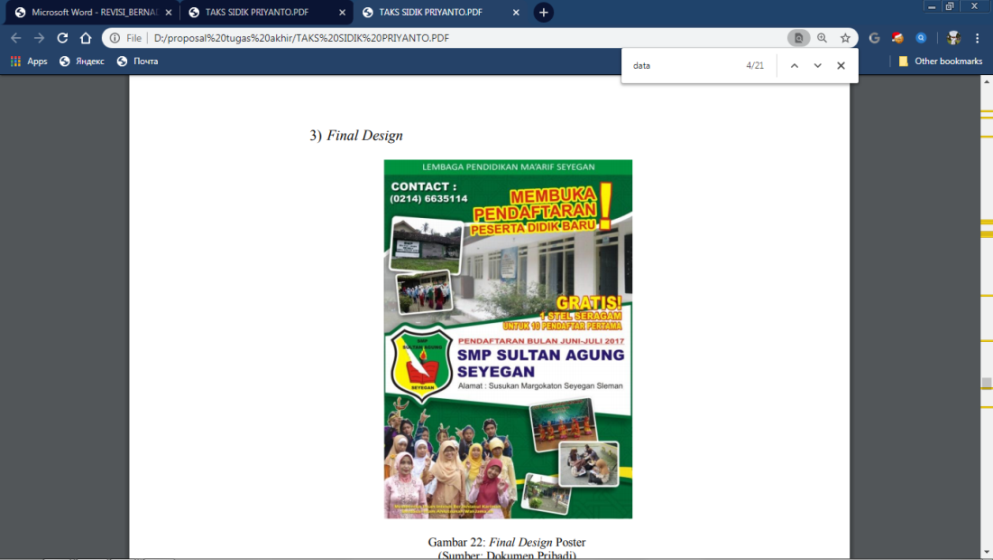 Microsoft Word - REVISI_BERNA
TAKS SIDIK PRIYANTO.PDF
TAKS SIDIK PRIYANTO.PDF
File
D:/proposal%20tugas%20akhir/TAKS%20SIDIK%20PRIYANTO.PDF
Apps
Яндекс
Почта
Other bookmarks
data
4/21
3) Final Design
LEMBAGA PENDIDIKAN MA'ARIF SEYEGAN
CONTACT :
(0214) 6635114
MEMBUKA
PENDAFTARAN
PESERTA DIDIK BARU !
GRATIS!
1 STEL SERAGAM
UNTUK 10 PENDAFTAR PERTAMA
SMP
SULTAN AGUNG
SEYEGAN
PENDAFTARAN BULAN JUNI-JULI 2017
SMP SULTAN AGUNG
SEYEGAN
Alamat : Susukan Margokaton Seyegan Sleman
Gambar 22: Final Design Poster
(Sumber: Dokumen Pribadi)